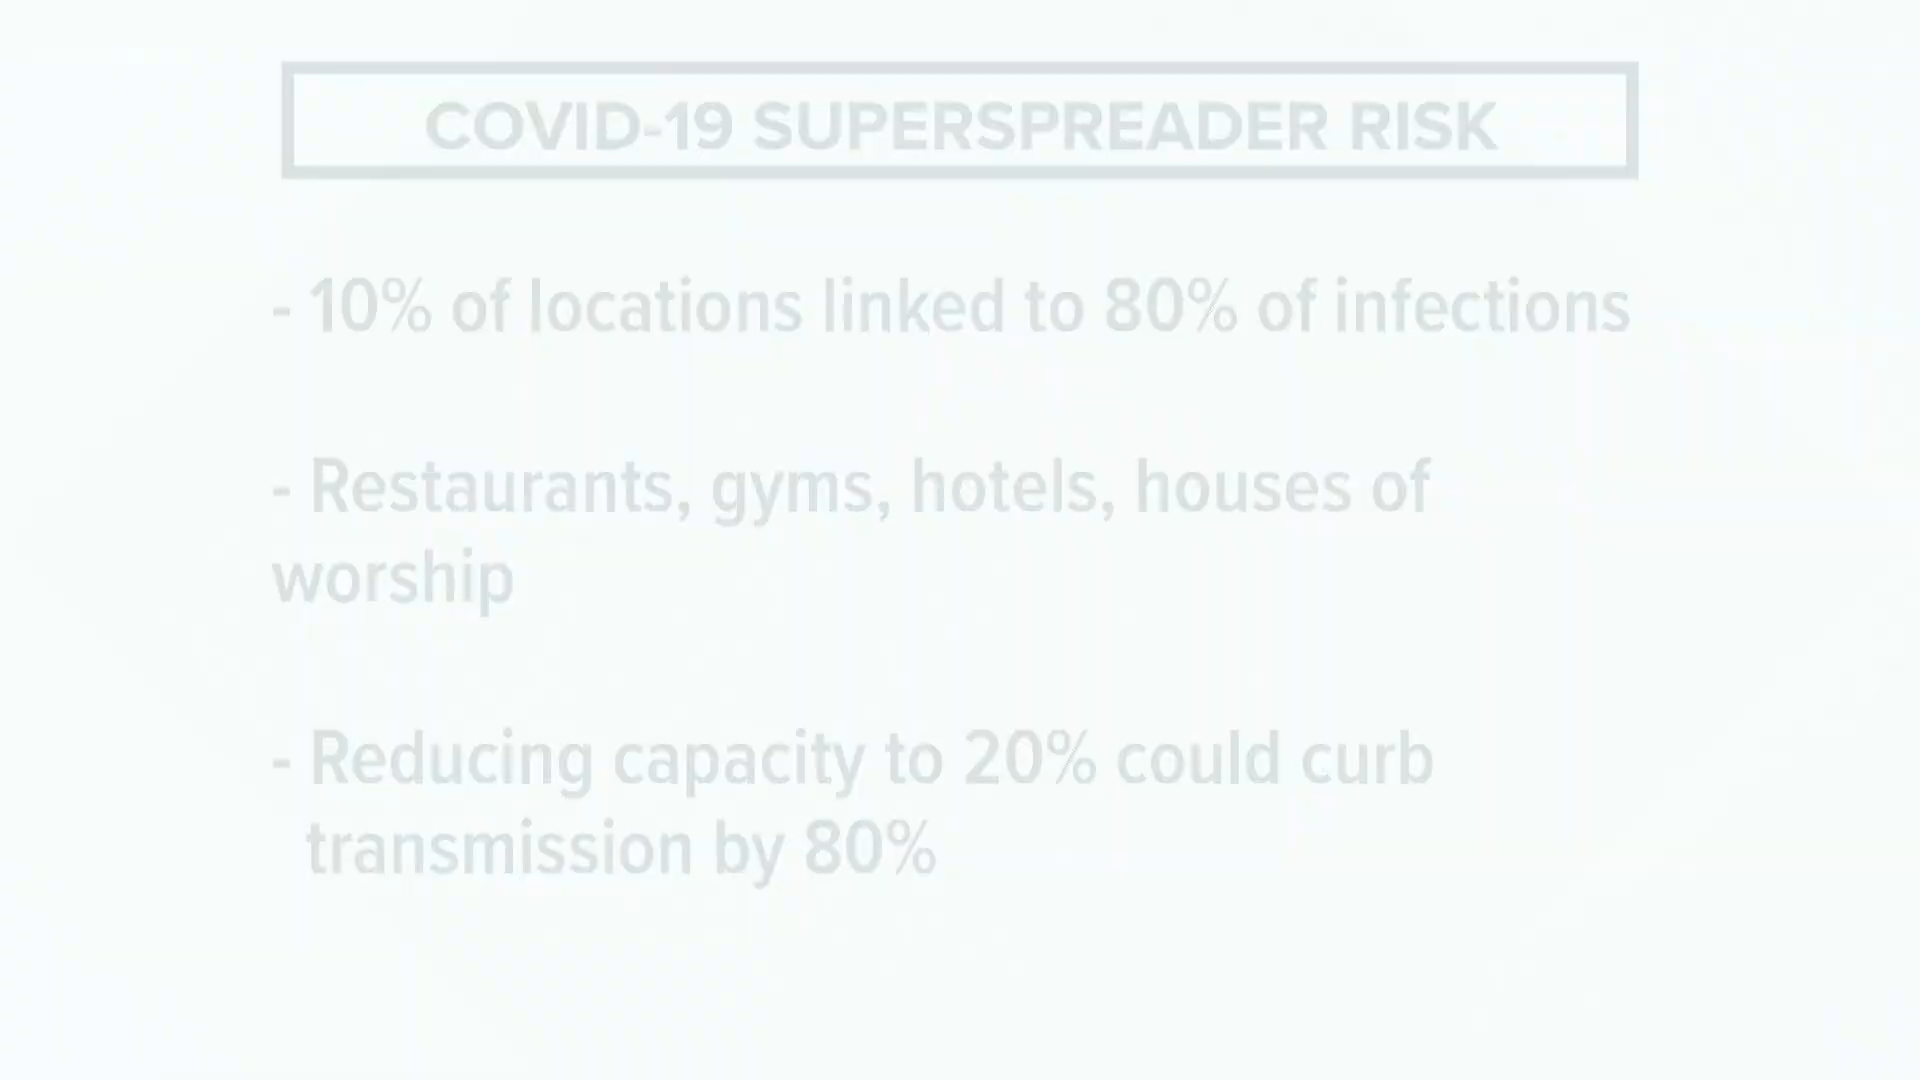 COVID-19 SUPERSPREADER RISK
- 10% of locations linked to 80% of infections
- Restaurants, gyms, hotels, houses of
worship
- Reducing capacity to 20% could curb
transmission by 80%